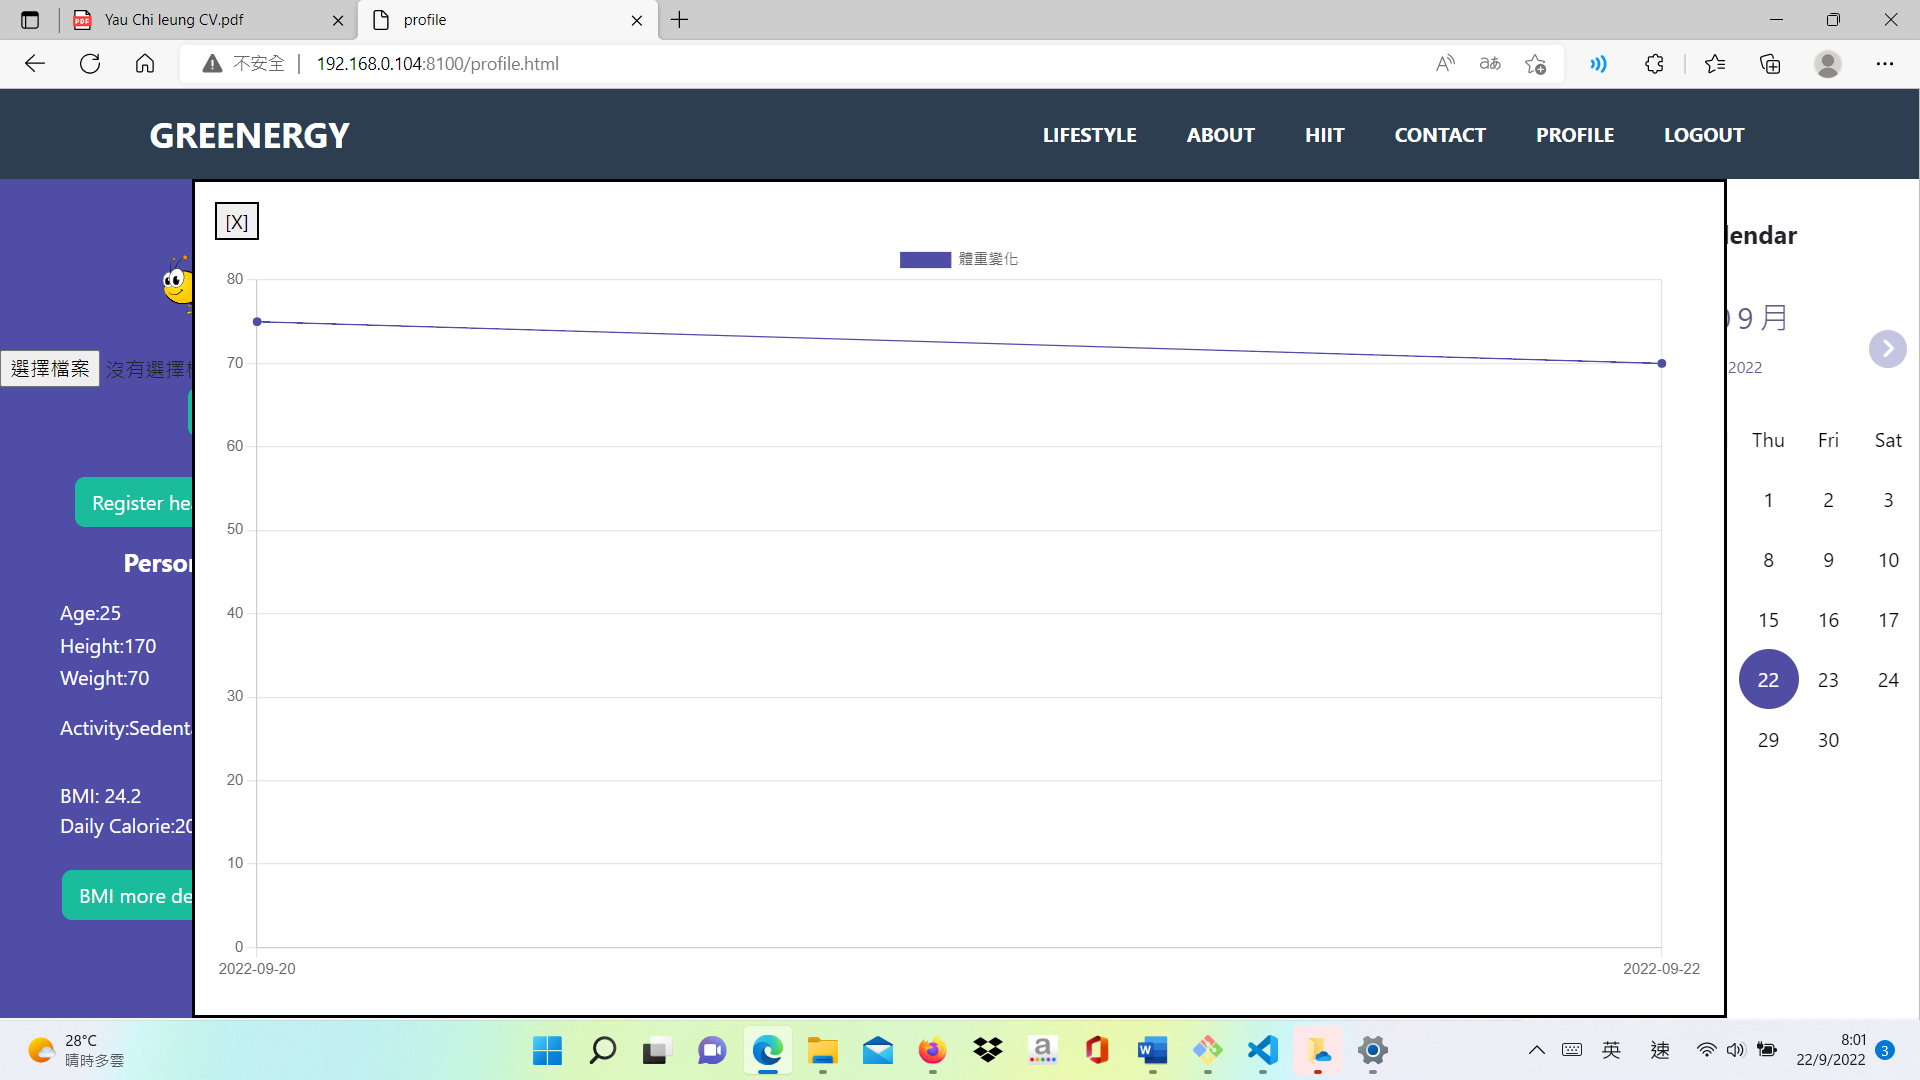 Yau Chi leung CV.pdf
profile
不安全
192.168.0.104:8100/profile.html
GREENERGY
LIFESTYLE
ABOUT
HIIT
CONTACT
PROFILE
LOGOUT
[X]
體重變化
80
70
60
50
40
30
20
10
0
2022-09-20
2022-09-22
選擇檔案
沒有選擇
Register he
Person
Age:25
Height:170
Weight:70
Activity:Sedent
BMI: 24.2
Daily Calorie:20
BMI more de
lendar
9 月
2022
Thu Fri Sat
1 2 3
8 9 10
15 16 17
22 23 24
29 30
28°C
晴時多雲
英
速
8:01
22/9/2022
3